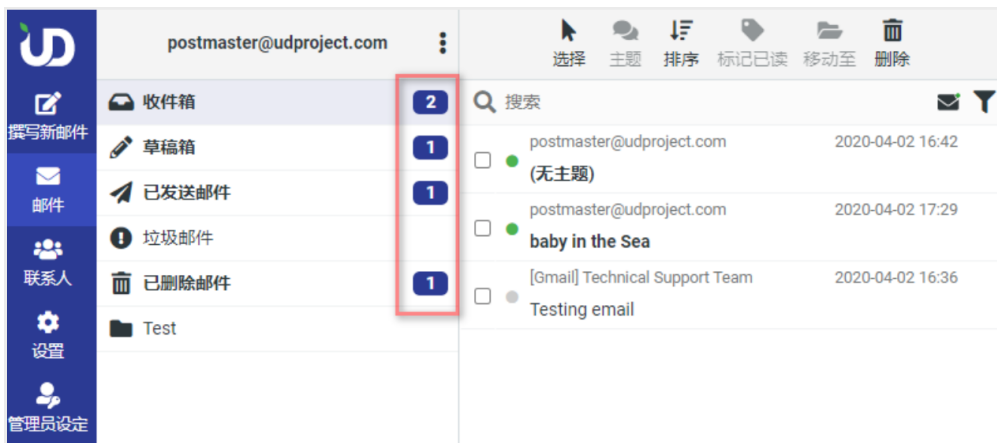 UD
撰写新邮件
邮件
联系人
设置
管理员设定
postmaster@udproject.com
收件箱 2
草稿箱 1
已发送邮件 1
垃圾邮件
已删除邮件 1
Test
选择 主题 排序 标记已读 移动至 删除
搜索
postmaster@udproject.com 2020-04-02 16:42
(无主题)
postmaster@udproject.com 2020-04-02 17:29
baby in the Sea
[Gmail] Technical Support Team 2020-04-02 16:36
Testing email